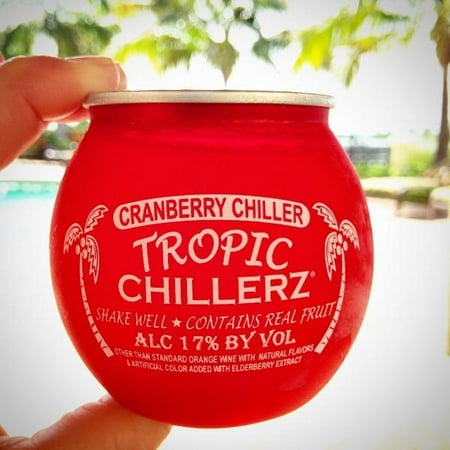 CRANBERRY CHILLER
TROPIC
CHILLERZ®
SHAKE WELL ★ CONTAINS REAL FRUIT
ALC 17% BY VOL
OTHER THAN STANDARD ORANGE WINE WITH NATURAL FLAVORS
& ARTIFICIAL COLOR ADDED WITH ELDERBERRY EXTRACT